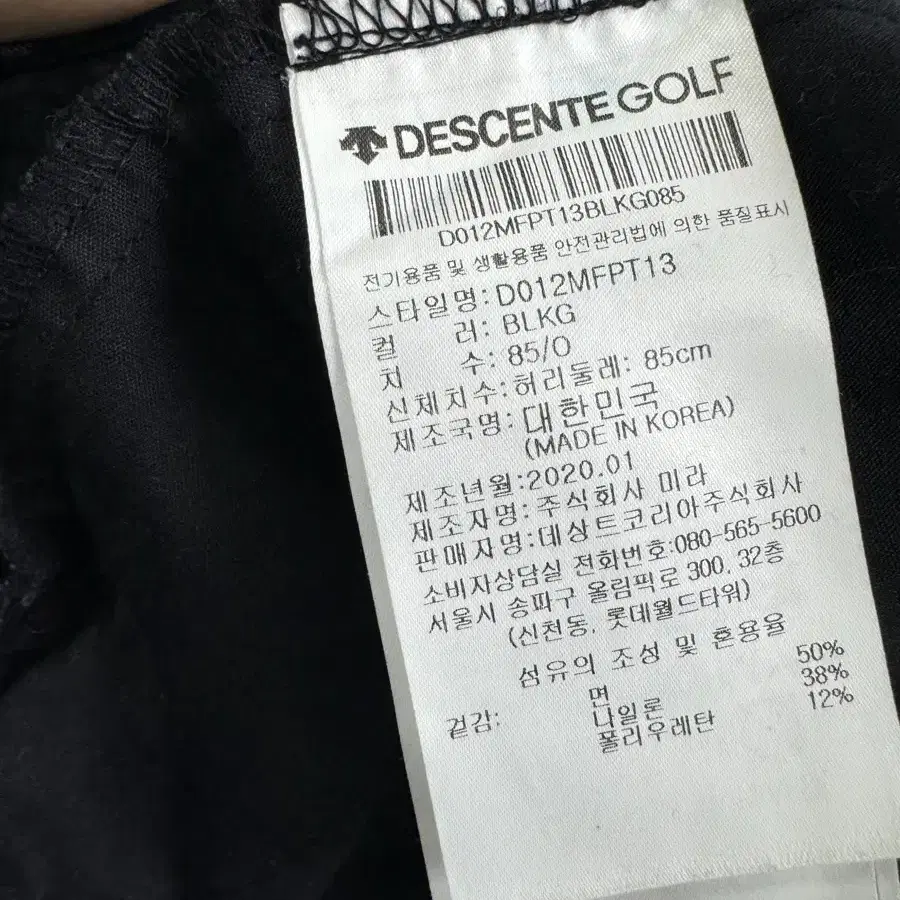 DESCENTE GOLF
D012MFPT13BLKG085
전기용품 및 생활용품 안전관리법에 의한 품질표시
스타일명: D012MFPT13
컬 러: BLKG
치 수: 85/O
신체치수: 허리둘레: 85cm
제조국명: 대한민국
(MADE IN KOREA)
제조년월:2020.01
제조자명: 주식회사 미라
판매자명:데상트코리아주식회사
소비자상담실 전화번호:080-565-5600
서울시 송파구 올림픽로 300, 32층
(신천동, 롯데월드타워)
섬유의 조성 및 혼용율
겉감: 면 50%
나일론 38%
폴리우레탄 12%